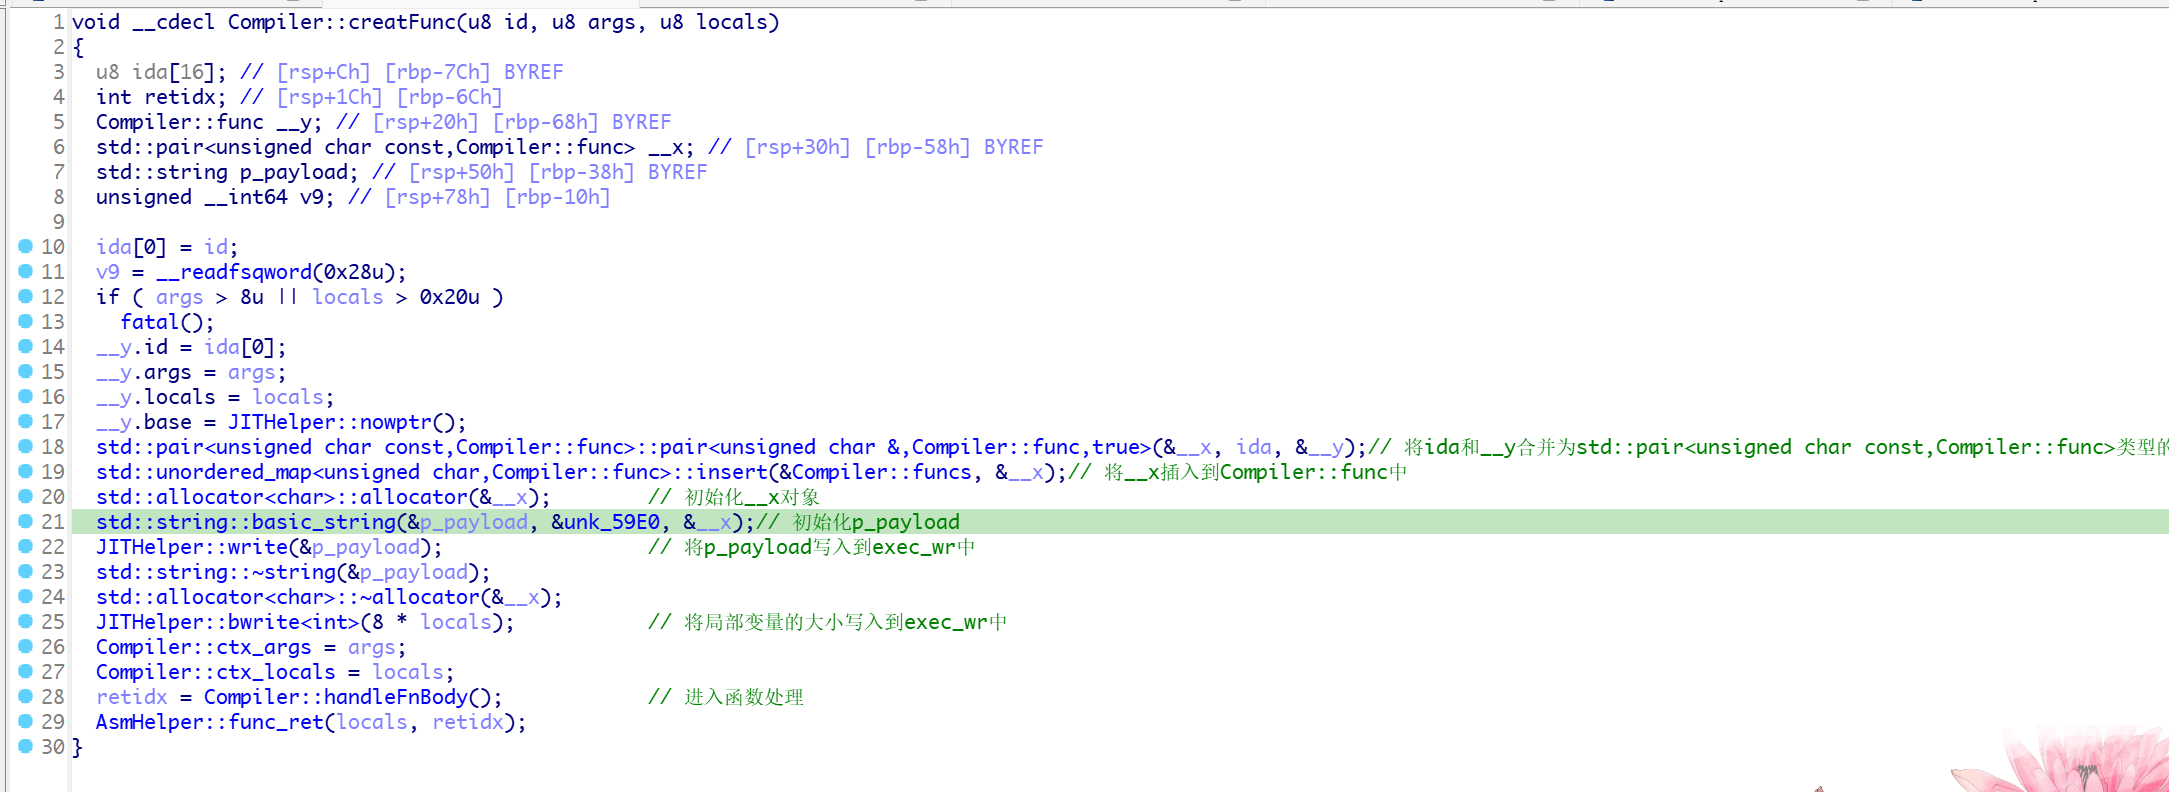 1 void __cdecl Compiler::creatFunc(u8 id, u8 args, u8 locals)
2 {
3   u8 ida[16]; // [rsp+Ch] [rbp-7Ch] BYREF
4   int retidx; // [rsp+1Ch] [rbp-6Ch]
5   Compiler::func __y; // [rsp+20h] [rbp-68h] BYREF
6   std::pair<unsigned char const,Compiler::func> __x; // [rsp+30h] [rbp-58h] BYREF
7   std::string p_payload; // [rsp+50h] [rbp-38h] BYREF
8   unsigned __int64 v9; // [rsp+78h] [rbp-10h]
9
10   ida[0] = id;
11   v9 = __readfsqword(0x28u);
12   if ( args > 8u || locals > 0x20u )
13     fatal();
14   __y.id = ida[0];
15   __y.args = args;
16   __y.locals = locals;
17   __y.base = JITHelper::nowptr();
18   std::pair<unsigned char const,Compiler::func>::pair<unsigned char &,Compiler::func,true>(&__x, ida, &__y);// 将ida和__y合并为std::pair<unsigned char const,Compiler::func>类型的
19   std::unordered_map<unsigned char,Compiler::func>::insert(&Compiler::funcs, &__x);// 将__x插入到Compiler::func中
20   std::allocator<char>::allocator(&__x);        // 初始化__x对象
21   std::string::basic_string(&p_payload, &unk_59E0, &__x);// 初始化p_payload
22   JITHelper::write(&p_payload);                 // 将p_payload写入到exec_wr中
23   std::string::~string(&p_payload);
24   std::allocator<char>::~allocator(&__x);
25   JITHelper::bwrite<int>(8 * locals);           // 将局部变量的大小写入到exec_wr中
26   Compiler::ctx_args = args;
27   Compiler::ctx_locals = locals;
28   retidx = Compiler::handleFnBody();            // 进入函数处理
29   AsmHelper::func_ret(locals, retidx);
30 }